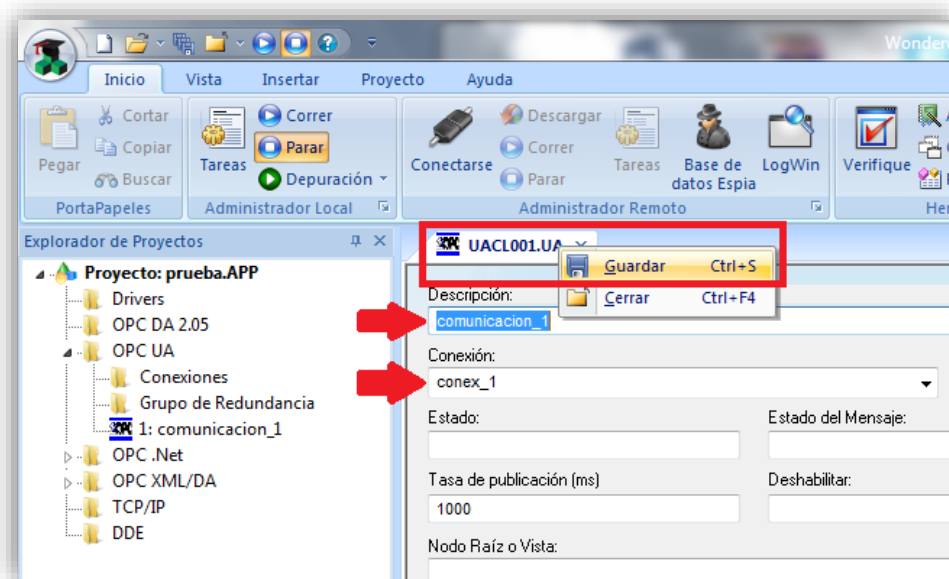 Wonder
Inicio Vista Insertar Proyecto Ayuda
Pegar
Cortar
Copiar
Buscar
PortaPapeles
Tareas
Correr
Parar
Depuración
Administrador Local
Conectarse
Descargar
Correr
Parar
Tareas
Base de datos Espia
LogWin
Administrador Remoto
Verifique
He
Explorador de Proyectos
Proyecto: prueba.APP
Drivers
OPC DA 2.05
OPC UA
Conexiones
Grupo de Redundancia
1: comunicacion_1
OPC .Net
OPC XML/DA
TCP/IP
DDE
UACL001.UA
Guardar Ctrl+S
Cerrar Ctrl+F4
Descripción:
comunicacion_1
Conexión:
conex_1
Estado: Estado del Mensaje:
Tasa de publicación (ms) Deshabilitar:
1000
Nodo Raíz o Vista: